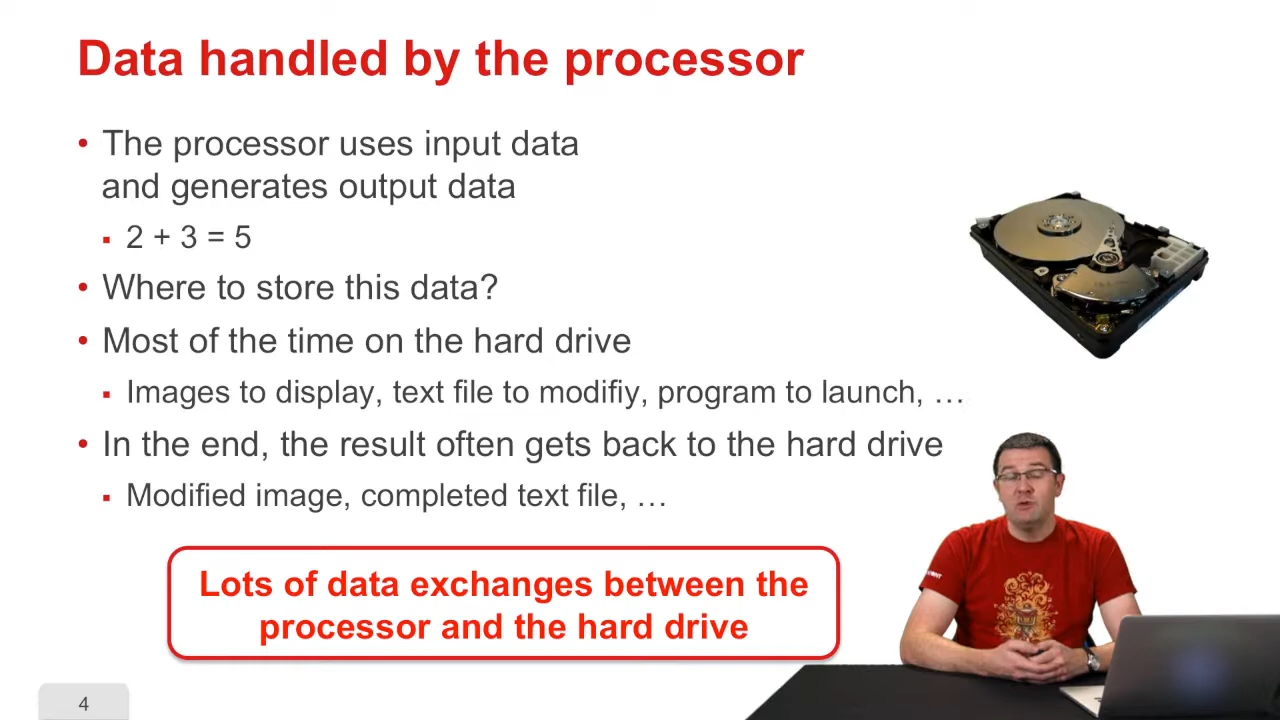 Data handled by the processor
• The processor uses input data
and generates output data
▪ 2 + 3 = 5
• Where to store this data?
• Most of the time on the hard drive
▪ Images to display, text file to modifiy, program to launch, …
• In the end, the result often gets back to the hard drive
▪ Modified image, completed text file, …
Lots of data exchanges between the
processor and the hard drive
4